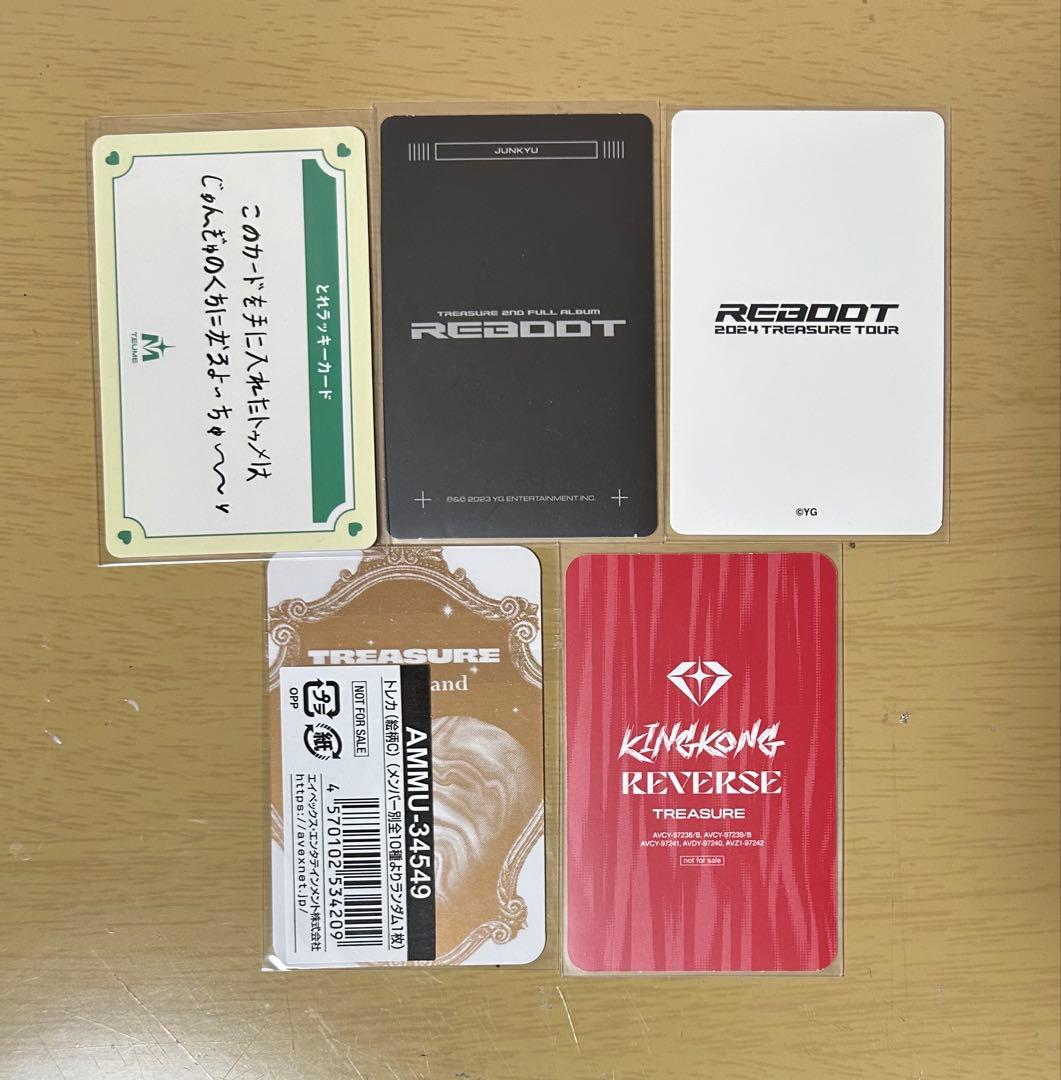 とれラッキーカード
このカードを手に入れたトゥメは
じゅんぎゅのくちになるよっちゅ〜〜〜
M
TEUME
JUNKYU
TREASURE 2ND FULL ALBUM
REBOOT
℗&© 2023 YG ENTERTAINMENT INC.
REBOOT
2024 TREASURE TOUR
©YG
TREASURE
and
AMMU-34549
トレカ(絵柄C) (メンバー別全10種よりランダム1枚)
NOT FOR SALE
プラ
紙
OPP
4 570102 534209
エイベックス・エンタテインメント株式会社
https://avexnet.jp/
KINGKONG
REVERSE
TREASURE
AVCY-97238/B, AVCY-97239/B
AVCY-97241, AVDY-97240, AVZ1-97242
not for sale